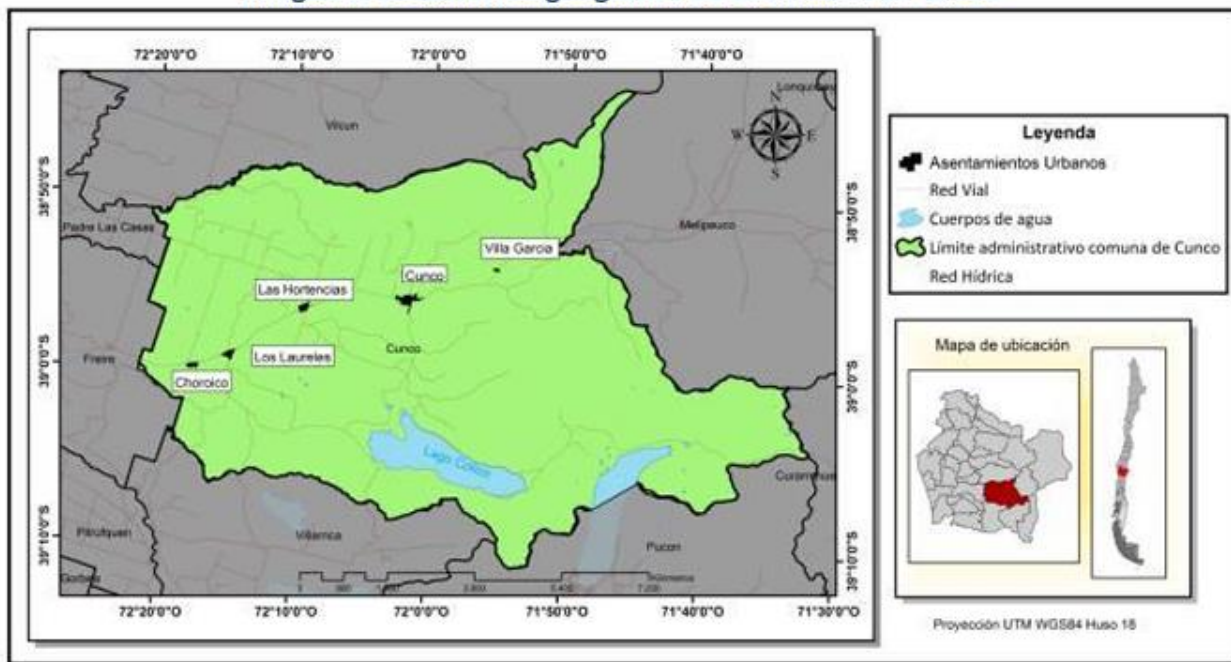 72°20'0"O 72°10'0"O 72°0'0"O 71°50'0"O 71°40'0"O
Lonquimay
Vilcun
N
W E
S
38°50'0"S
38°50'0"S
Padre Las Casas
Melipeuco
Villa Garcia
Cunco
Las Hortencias
Los Laureles
Cunco
Freire
Choroico
39°0'0"S
39°0'0"S
Lago Colico
Curarrehue
Villarrica
Pitrufquen
Pucon
Gorbea
39°10'0"S
39°10'0"S
Kilómetros
72°20'0"O 72°10'0"O 72°0'0"O 71°50'0"O 71°40'0"O 71°30'0"O
Leyenda
Asentamientos Urbanos
Red Vial
Cuerpos de agua
Límite administrativo comuna de Cunco
Red Hídrica
Mapa de ubicación
Proyección UTM WGS84 Huso 18